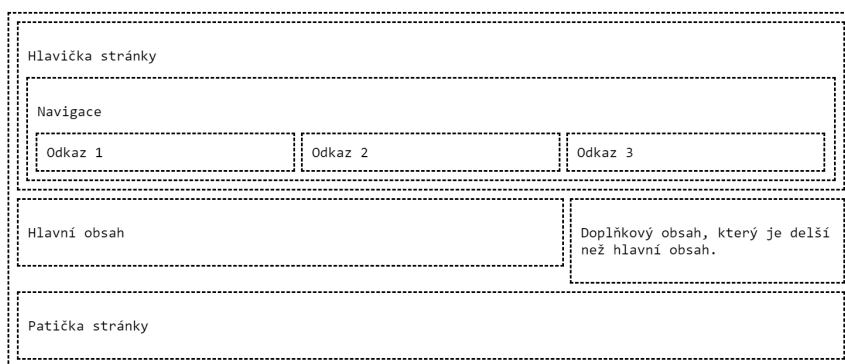 Hlavička stránky
Navigace
Odkaz 1
Odkaz 2
Odkaz 3
Hlavní obsah
Doplňkový obsah, který je delší
než hlavní obsah.
Patička stránky